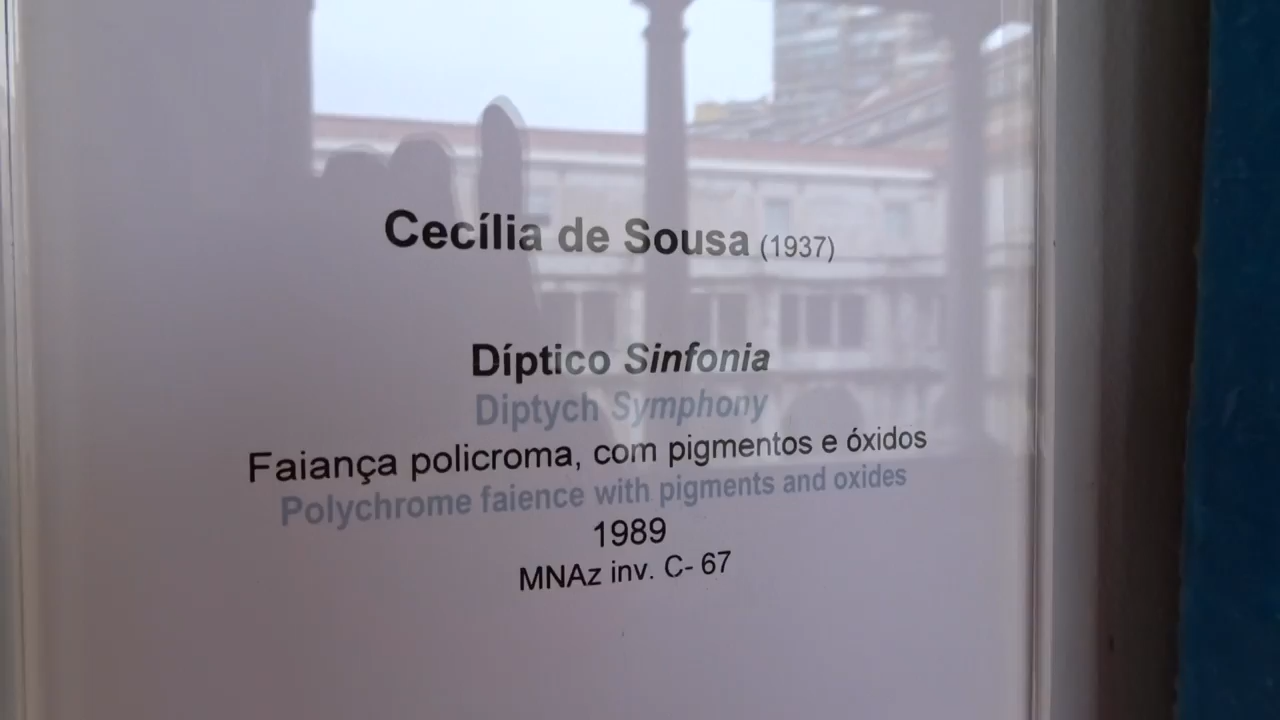 Cecília de Sousa (1937)
Díptico Sinfonia
Diptych Symphony
Faiança policroma, com pigmentos e óxidos
Polychrome faience with pigments and oxides
1989
MNAz inv. C- 67